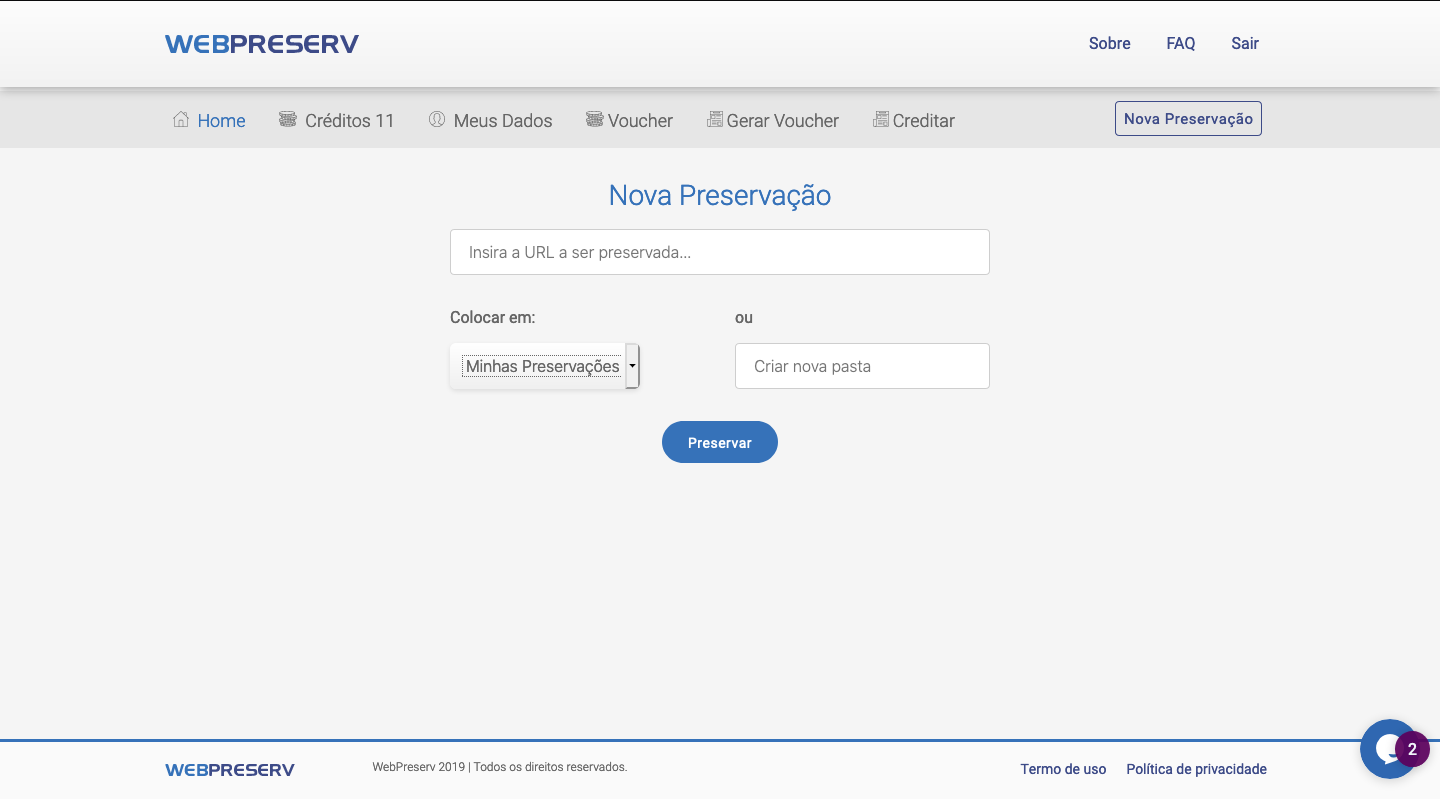 WEBPRESERV
Sobre FAQ Sair
Home Créditos 11 Meus Dados Voucher Gerar Voucher Creditar Nova Preservação
Nova Preservação
Insira a URL a ser preservada...
Colocar em: ou
Minhas Preservações Criar nova pasta
Preservar
2
WEBPRESERV WebPreserv 2019 | Todos os direitos reservados. Termo de uso Política de privacidade